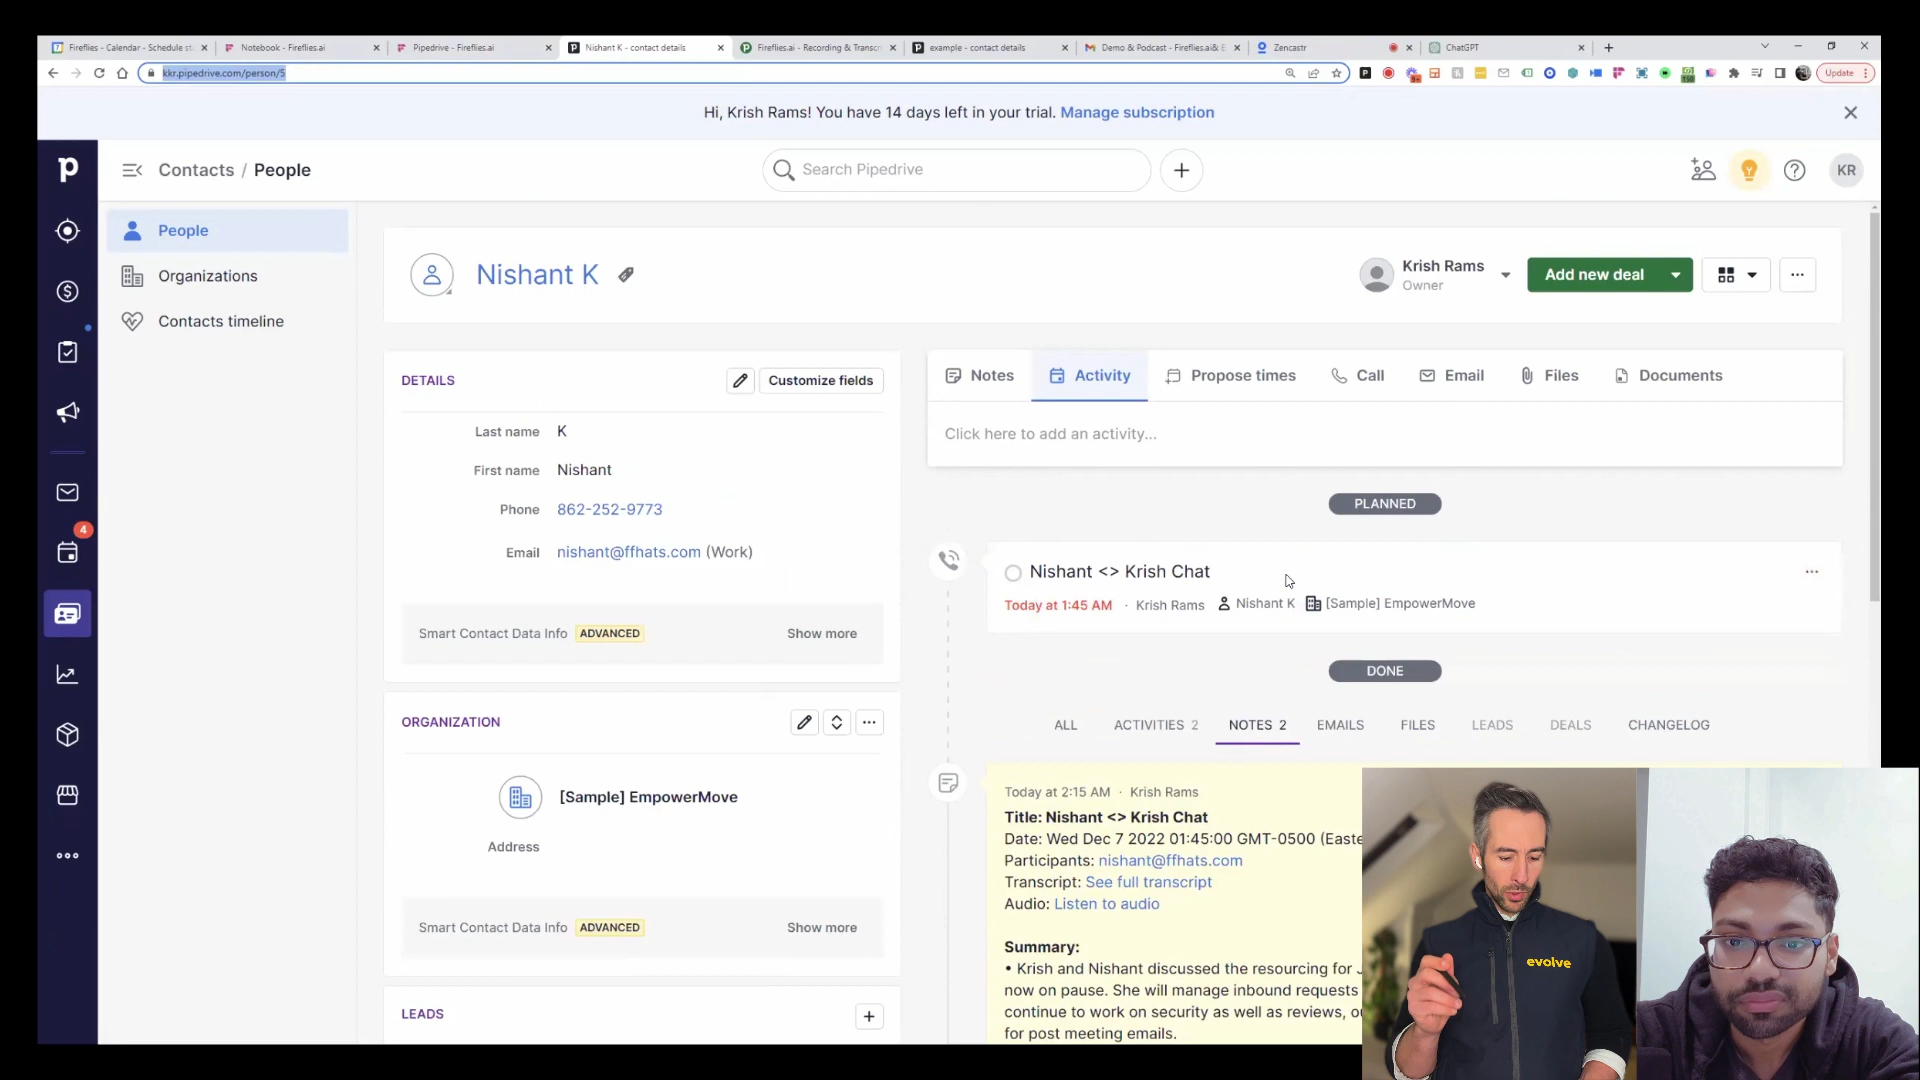 Fireflies - Calendar - Schedule st
Notebook - Fireflies.ai
Pipedrive - Fireflies.ai
Nishant K - contact details
Fireflies.ai - Recording & Transcr
example - contact details
Demo & Podcast - Fireflies.ai& E
Zencastr
ChatGPT
kkr.pipedrive.com/person/5
Update
Hi, Krish Rams! You have 14 days left in your trial. Manage subscription
Contacts / People
Search Pipedrive
KR
People
Organizations
Contacts timeline
4
Nishant K
Krish Rams
Owner
Add new deal
DETAILS
Customize fields
Last name K
First name Nishant
Phone 862-252-9773
Email nishant@ffhats.com (Work)
Smart Contact Data Info ADVANCED Show more
ORGANIZATION
[Sample] EmpowerMove
Address
Smart Contact Data Info ADVANCED Show more
LEADS
Notes
Activity
Propose times
Call
Email
Files
Documents
Click here to add an activity...
PLANNED
Nishant <> Krish Chat
Today at 1:45 AM · Krish Rams Nishant K [Sample] EmpowerMove
DONE
ALL
ACTIVITIES 2
NOTES 2
EMAILS
FILES
LEADS
DEALS
CHANGELOG
Today at 2:15 AM · Krish Rams
Title: Nishant <> Krish Chat
Date: Wed Dec 7 2022 01:45:00 GMT-0500 (Easte
Participants: nishant@ffhats.com
Transcript: See full transcript
Audio: Listen to audio
Summary:
• Krish and Nishant discussed the resourcing for J
now on pause. She will manage inbound requests
continue to work on security as well as reviews, o
for post meeting emails.
evolve